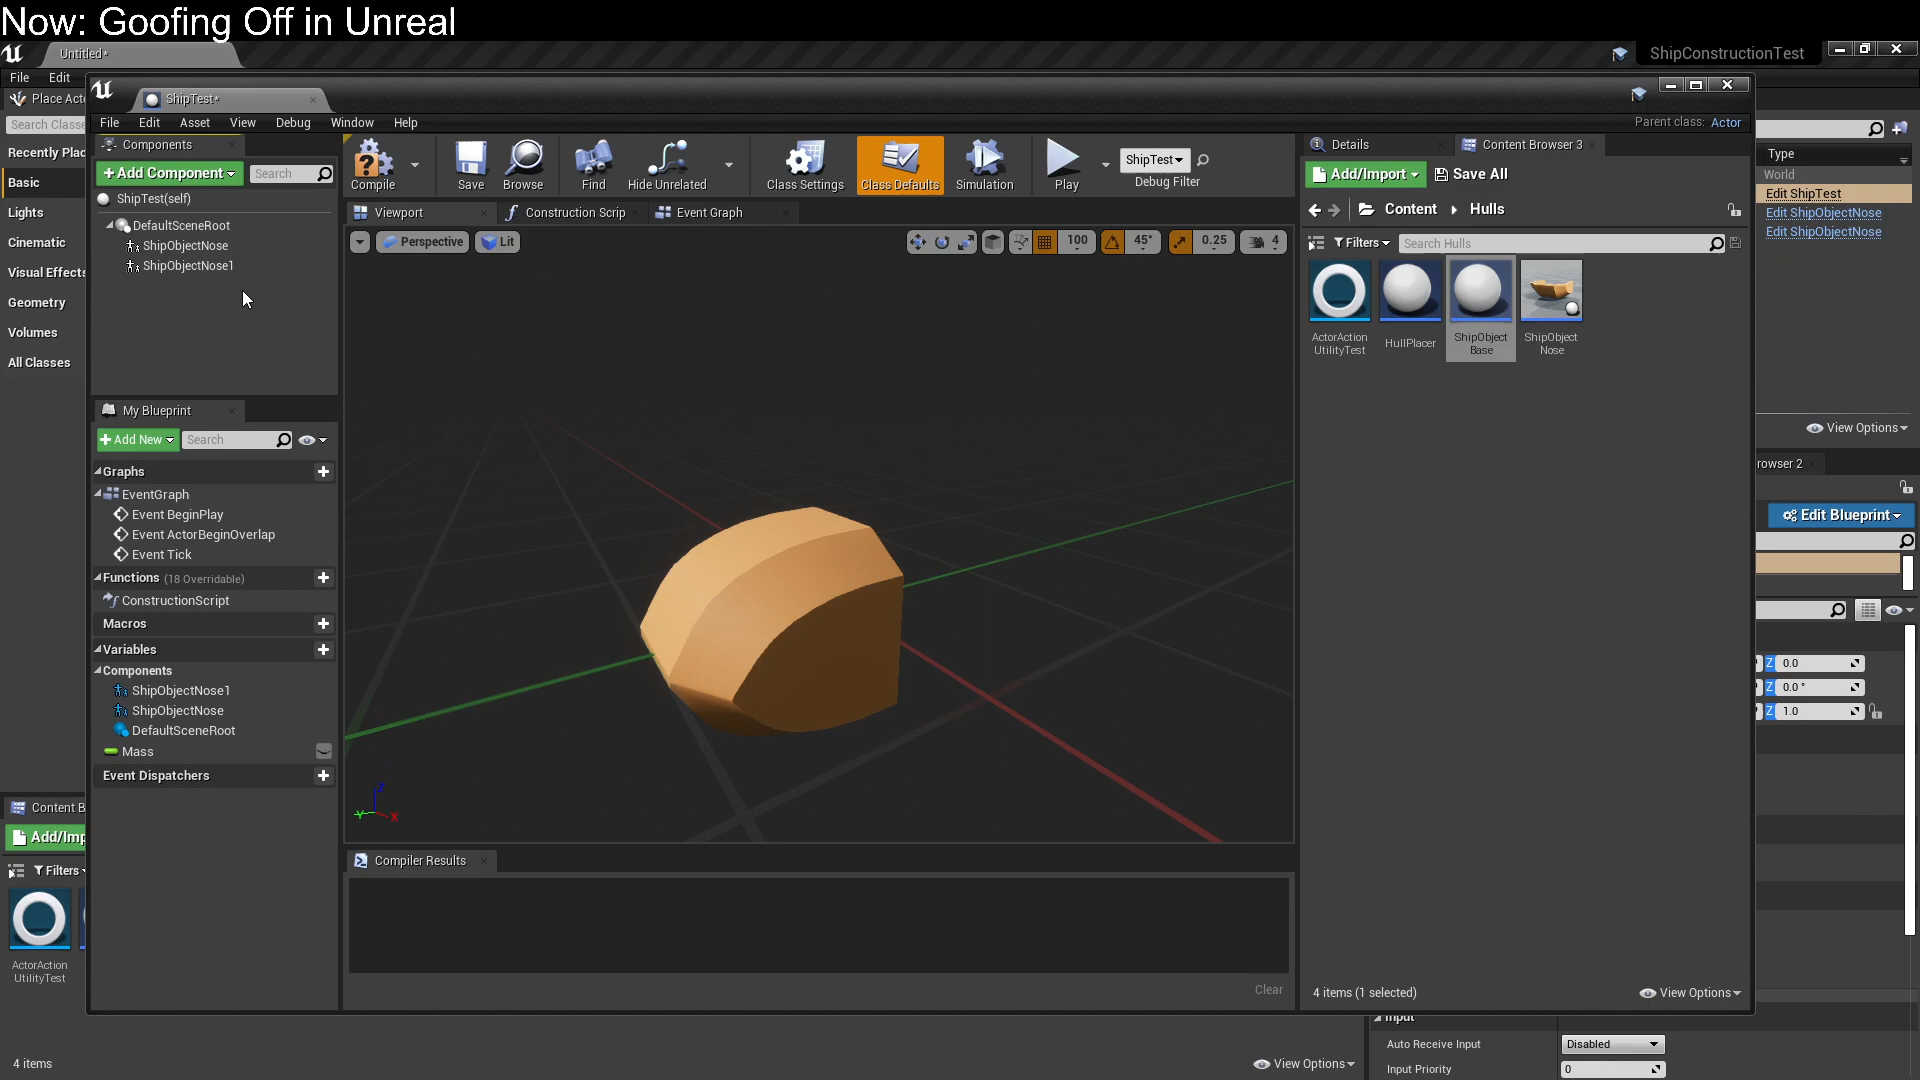 Now: Goofing Off in Unreal
Untitled*
ShipConstructionTest
File Edit
Place Act
Search Classe
Recently Plac
Basic
Lights
Cinematic
Visual Effects
Geometry
Volumes
All Classes
ShipTest*
File Edit Asset View Debug Window Help
Parent class: Actor
Components
+Add Component
Search
ShipTest(self)
DefaultSceneRoot
ShipObjectNose
ShipObjectNose1
Compile
Save
Browse
Find
Hide Unrelated
Class Settings
Class Defaults
Simulation
Play
ShipTest
Debug Filter
Viewport
Construction Scrip
Event Graph
Perspective
Lit
100
45°
0.25
4
Z
Y
X
My Blueprint
+Add New
Search
Graphs
EventGraph
Event BeginPlay
Event ActorBeginOverlap
Event Tick
Functions (18 Overridable)
ConstructionScript
Macros
Variables
Components
ShipObjectNose1
ShipObjectNose
DefaultSceneRoot
Mass
Event Dispatchers
Compiler Results
Clear
Details
Content Browser 3
Add/Import
Save All
Content
Hulls
Filters
Search Hulls
ActorAction
UtilityTest
HullPlacer
ShipObject
Base
ShipObject
Nose
4 items (1 selected)
View Options
Type
World
Edit ShipTest
Edit ShipObjectNose
Edit ShipObjectNose
View Options
rowser 2
Edit Blueprint
Z 0.0
Z 0.0 °
Z 1.0
Content B
Add/Imp
Filters
ActorAction
UtilityTest
4 items
View Options
Input
Auto Receive Input
Disabled
Input Priority
0